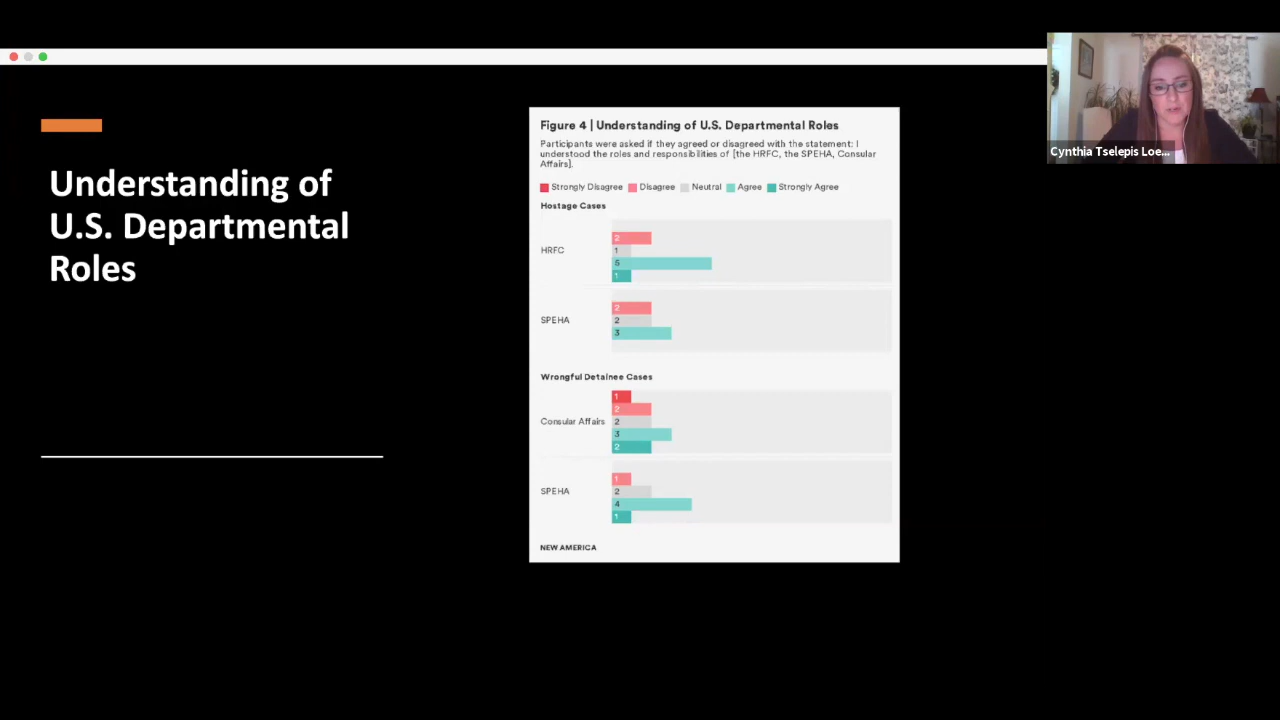 Understanding of
U.S. Departmental
Roles
Figure 4 | Understanding of U.S. Departmental Roles
Participants were asked if they agreed or disagreed with the statement: I
understood the roles and responsibilities of [the HRFC, the SPEHA, Consular
Affairs].
Strongly Disagree Disagree Neutral Agree Strongly Agree
Hostage Cases
HRFC
2
1
5
1
SPEHA
2
2
3
Wrongful Detainee Cases
Consular Affairs
1
2
2
3
2
SPEHA
1
2
4
1
NEW AMERICA
Cynthia Tselepis Loe...